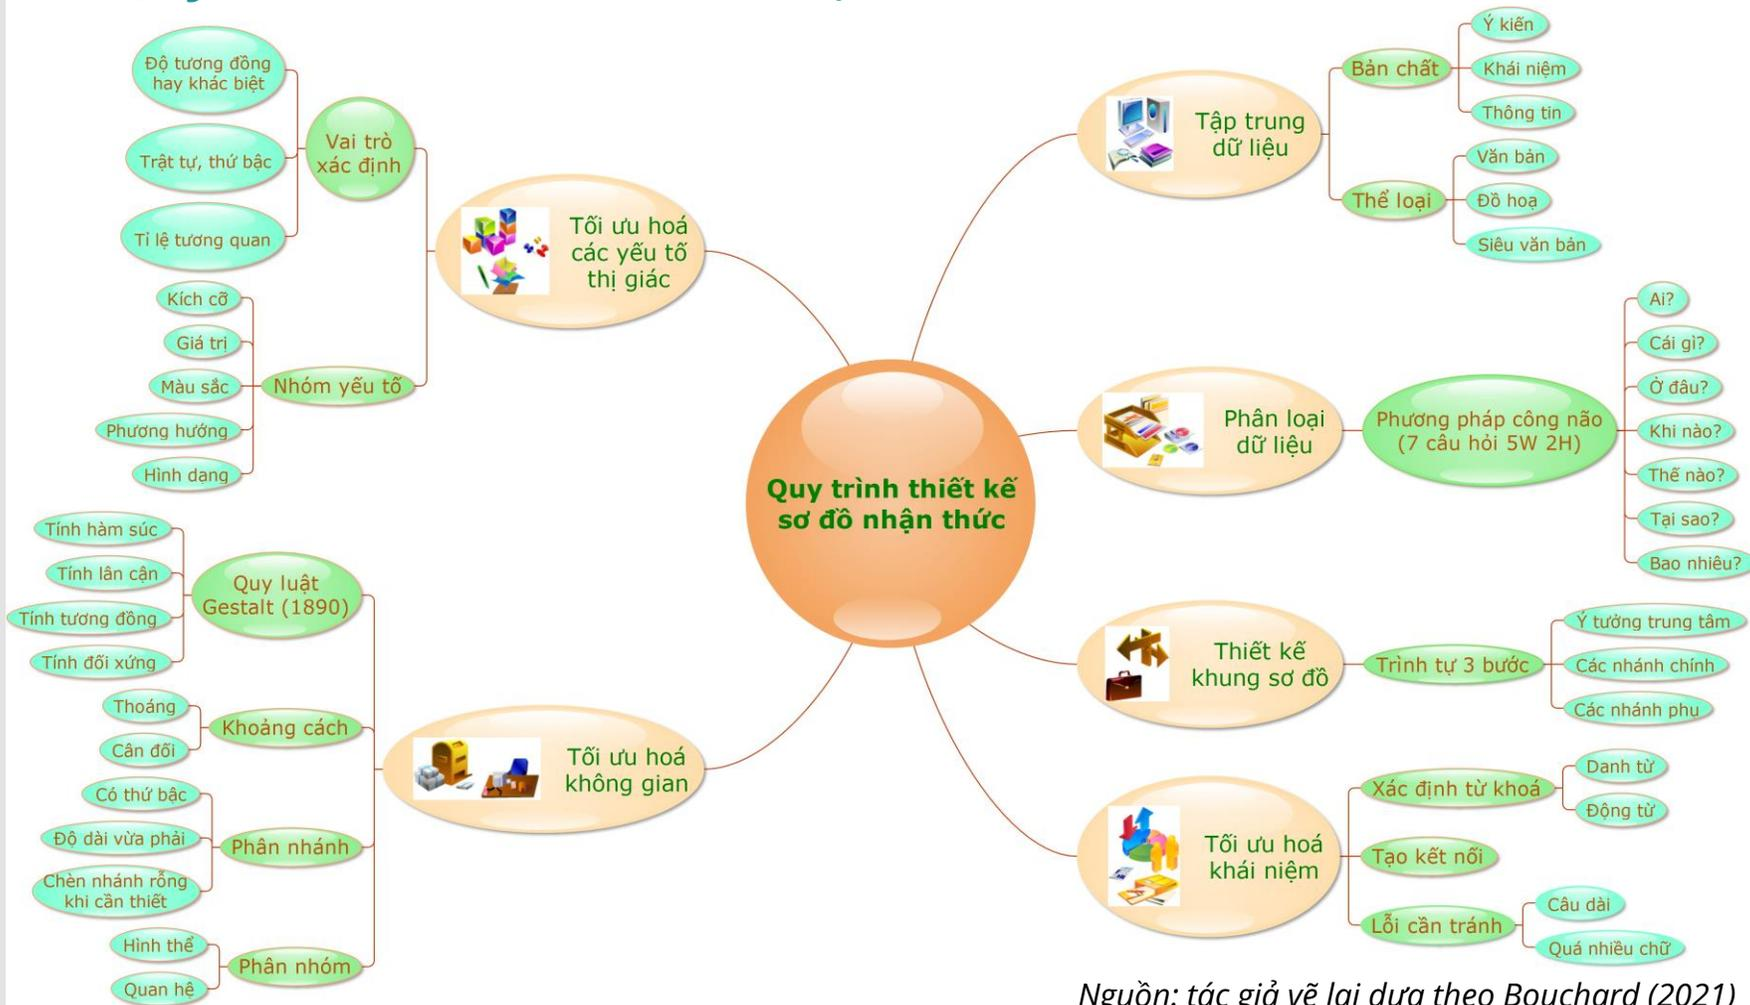 Quy trình thiết kế
sơ đồ nhận thức
Tập trung
dữ liệu
Bản chất
Ý kiến
Khái niệm
Thông tin
Thể loại
Văn bản
Đồ hoạ
Siêu văn bản
Phân loại
dữ liệu
Phương pháp công não
(7 câu hỏi 5W 2H)
Ai?
Cái gì?
Ở đâu?
Khi nào?
Thế nào?
Tại sao?
Bao nhiêu?
Thiết kế
khung sơ đồ
Trình tự 3 bước
Ý tưởng trung tâm
Các nhánh chính
Các nhánh phụ
Tối ưu hoá
khái niệm
Xác định từ khoá
Danh từ
Động từ
Tạo kết nối
Lỗi cần tránh
Câu dài
Quá nhiều chữ
Tối ưu hoá
không gian
Quy luật
Gestalt (1890)
Tính hàm súc
Tính lân cận
Tính tương đồng
Tính đối xứng
Khoảng cách
Thoáng
Cân đối
Phân nhánh
Có thứ bậc
Độ dài vừa phải
Chèn nhánh rỗng
khi cần thiết
Phân nhóm
Hình thể
Quan hệ
Tối ưu hoá
các yếu tố
thị giác
Vai trò
xác định
Độ tương đồng
hay khác biệt
Trật tự, thứ bậc
Tỉ lệ tương quan
Nhóm yếu tố
Kích cỡ
Giá trị
Màu sắc
Phương hướng
Hình dạng
Nguồn: tác giả vẽ lại dựa theo Bouchard (2021)